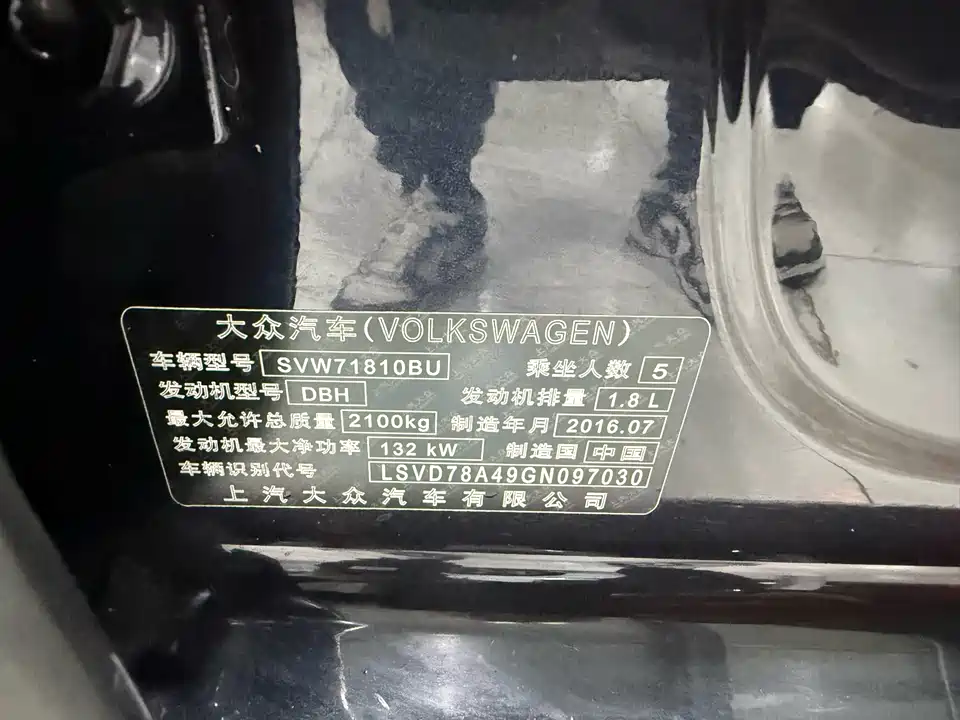 大众汽车(VOLKSWAGEN)
车辆型号 SVW71810BU 乘坐人数 5
发动机型号 DBH 发动机排量 1.8 L
最大允许总质量 2100kg 制造年月 2016.07
发动机最大净功率 132 kW 制造国 中国
车辆识别代号 LSVD78A49GN097030
上汽大众汽车有限公司